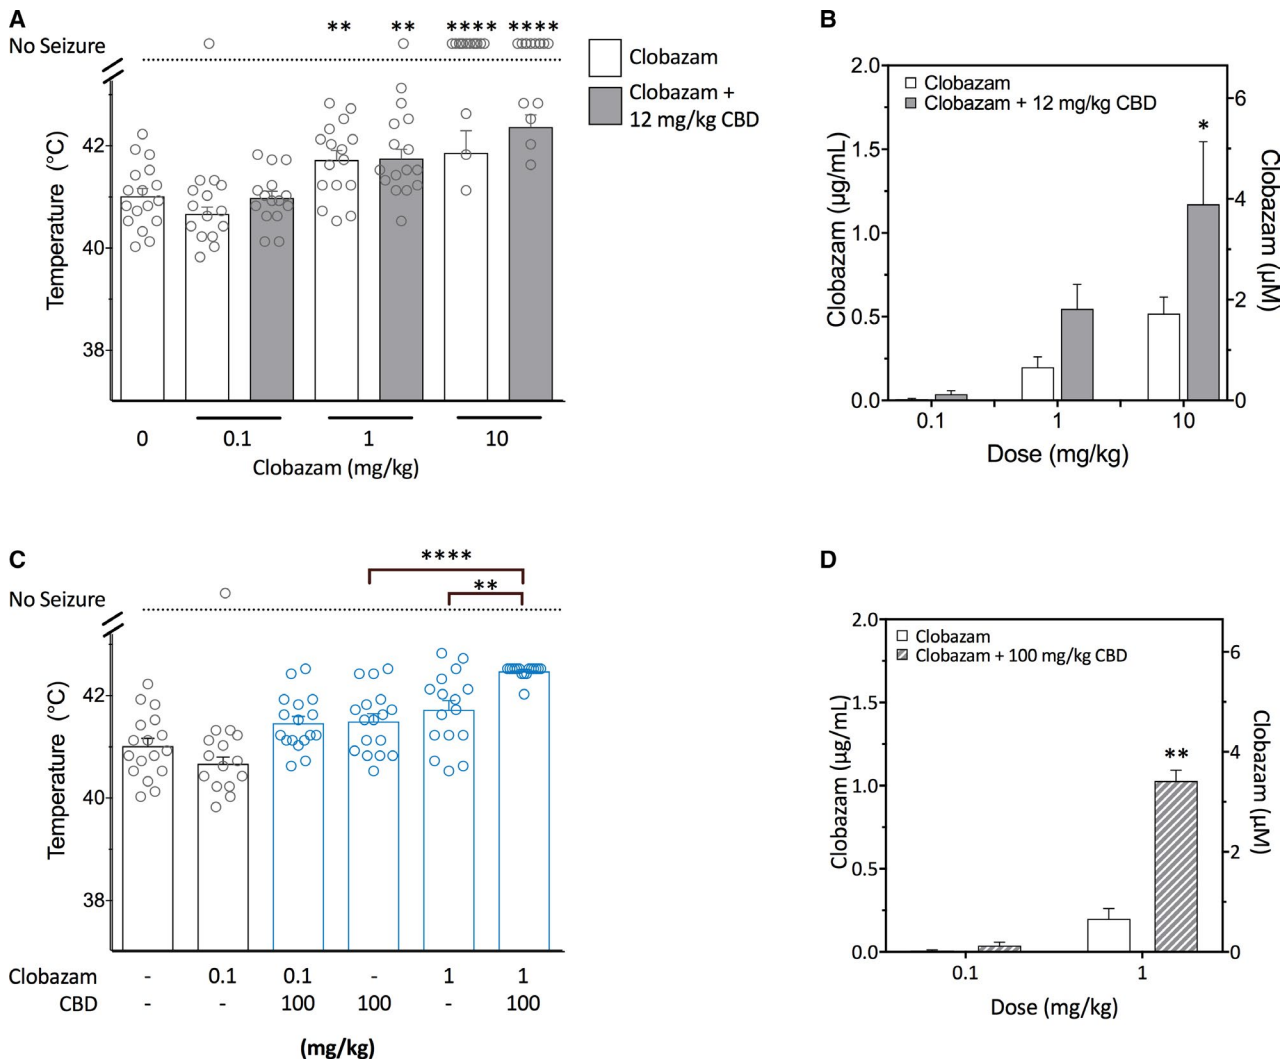 A
** ** **** ****
No Seizure
Clobazam
Clobazam +
12 mg/kg CBD
Temperature (°C)
42
40
38
0 0.1 1 10
Clobazam (mg/kg)
B
Clobazam
Clobazam + 12 mg/kg CBD
*
Clobazam (µg/mL)
2.0
1.5
1.0
0.5
0.0
Clobazam (µM)
6
4
2
0
0.1 1 10
Dose (mg/kg)
C
****
**
No Seizure
Temperature (°C)
42
40
38
Clobazam - 0.1 0.1 - 1 1
CBD - - 100 100 - 100
(mg/kg)
D
Clobazam
Clobazam + 100 mg/kg CBD
**
Clobazam (µg/mL)
2.0
1.5
1.0
0.5
0.0
Clobazam (µM)
6
4
2
0
0.1 1
Dose (mg/kg)